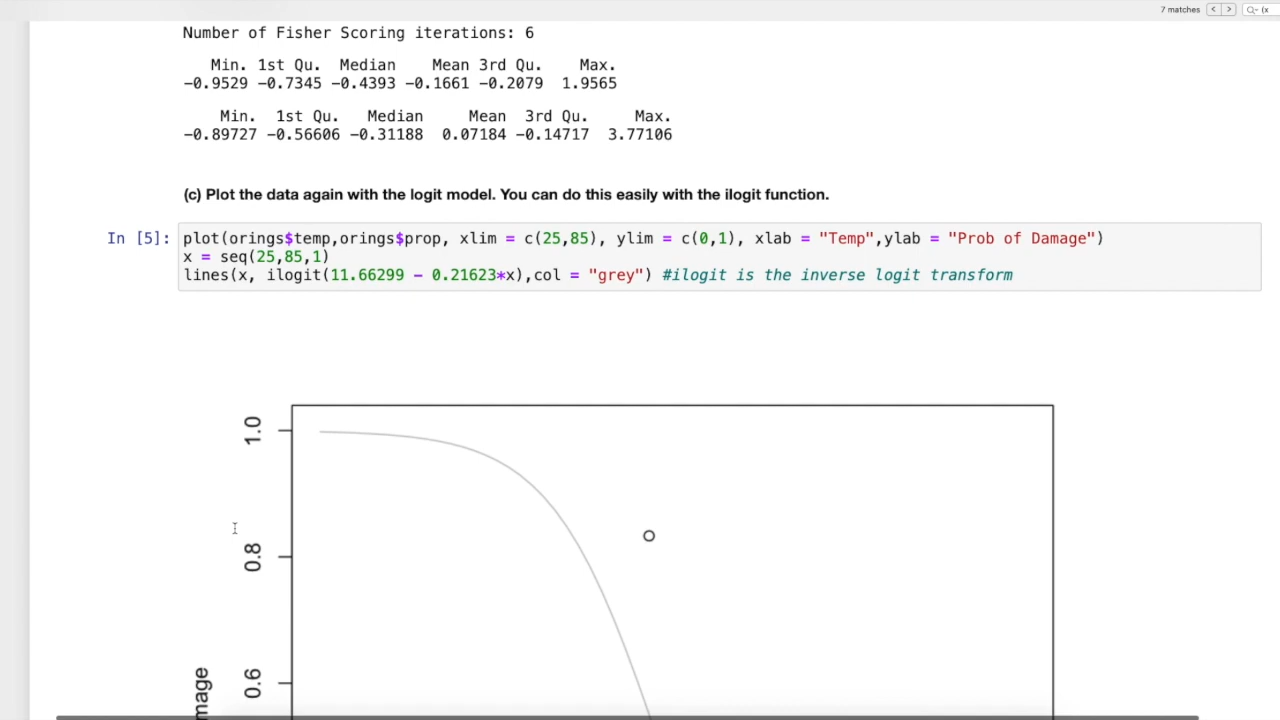 7 matches
(x
Number of Fisher Scoring iterations: 6
Min. 1st Qu. Median Mean 3rd Qu. Max.
-0.9529 -0.7345 -0.4393 -0.1661 -0.2079 1.9565
Min. 1st Qu. Median Mean 3rd Qu. Max.
-0.89727 -0.56606 -0.31188 0.07184 -0.14717 3.77106
(c) Plot the data again with the logit model. You can do this easily with the ilogit function.
In [5]: plot(orings$temp,orings$prop, xlim = c(25,85), ylim = c(0,1), xlab = "Temp",ylab = "Prob of Damage")
x = seq(25,85,1)
lines(x, ilogit(11.66299 - 0.21623*x),col = "grey") #ilogit is the inverse logit transform
1.0
0.8
0.6
mage